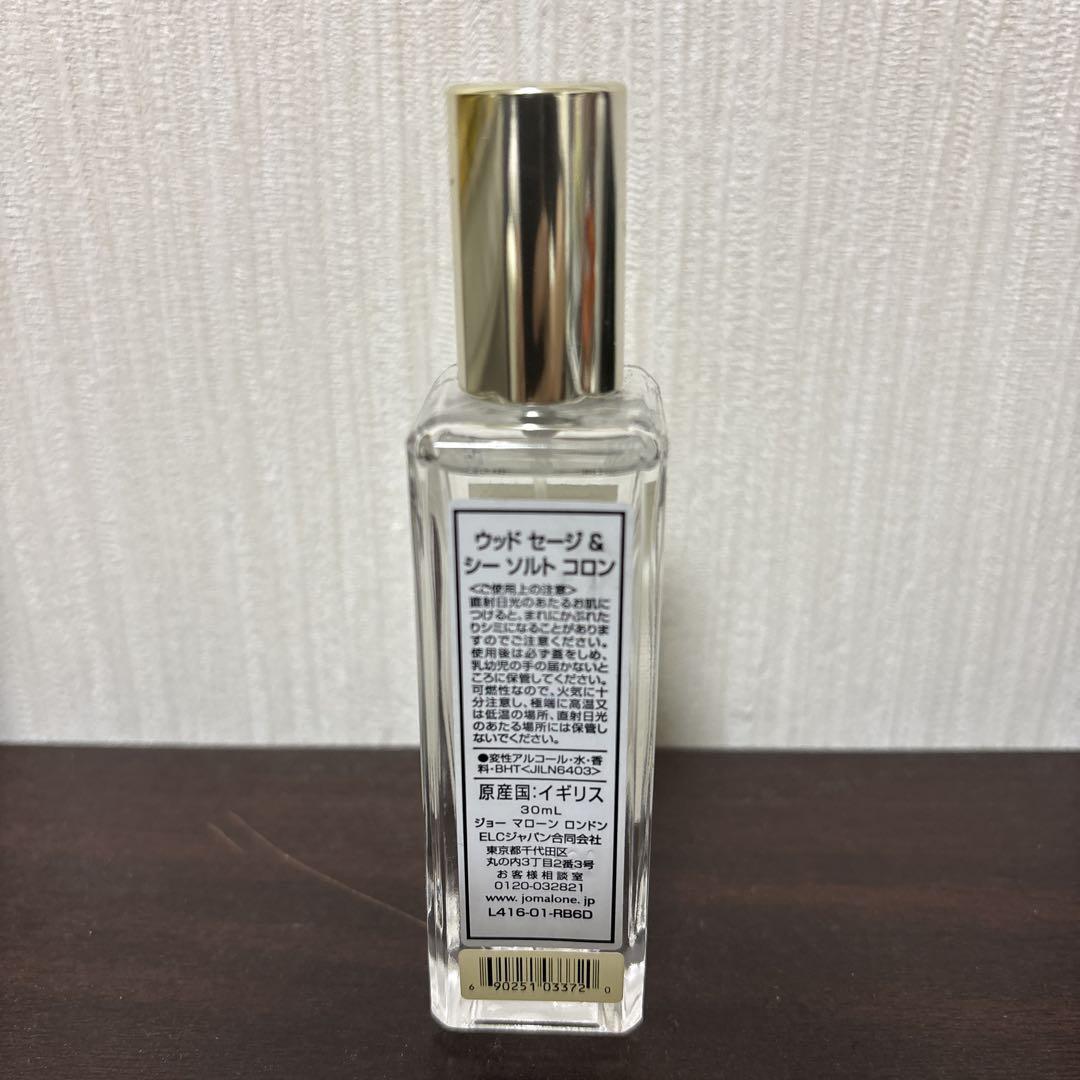 ウッド セージ &
シー ソルト コロン
<ご使用上の注意>
直射日光のあたるお肌に
つけると、まれにかぶれた
りシミになることがありま
すのでご注意ください。
使用後は必ず蓋をしめ、
乳幼児の手の届かないと
ころに保管してください。
可燃性なので、火気に十
分注意し、極端に高温又
は低温の場所、直射日光
のあたる場所には保管し
ないでください。
●変性アルコール・水・香
料・BHT<JILN6403>
原産国:イギリス
30mL
ジョー マローン ロンドン
ELCジャパン合同会社
東京都千代田区
丸の内3丁目2番3号
お客様相談室
0120-032821
www. jomalone. jp
L416-01-RB6D
6 90251 03372 0